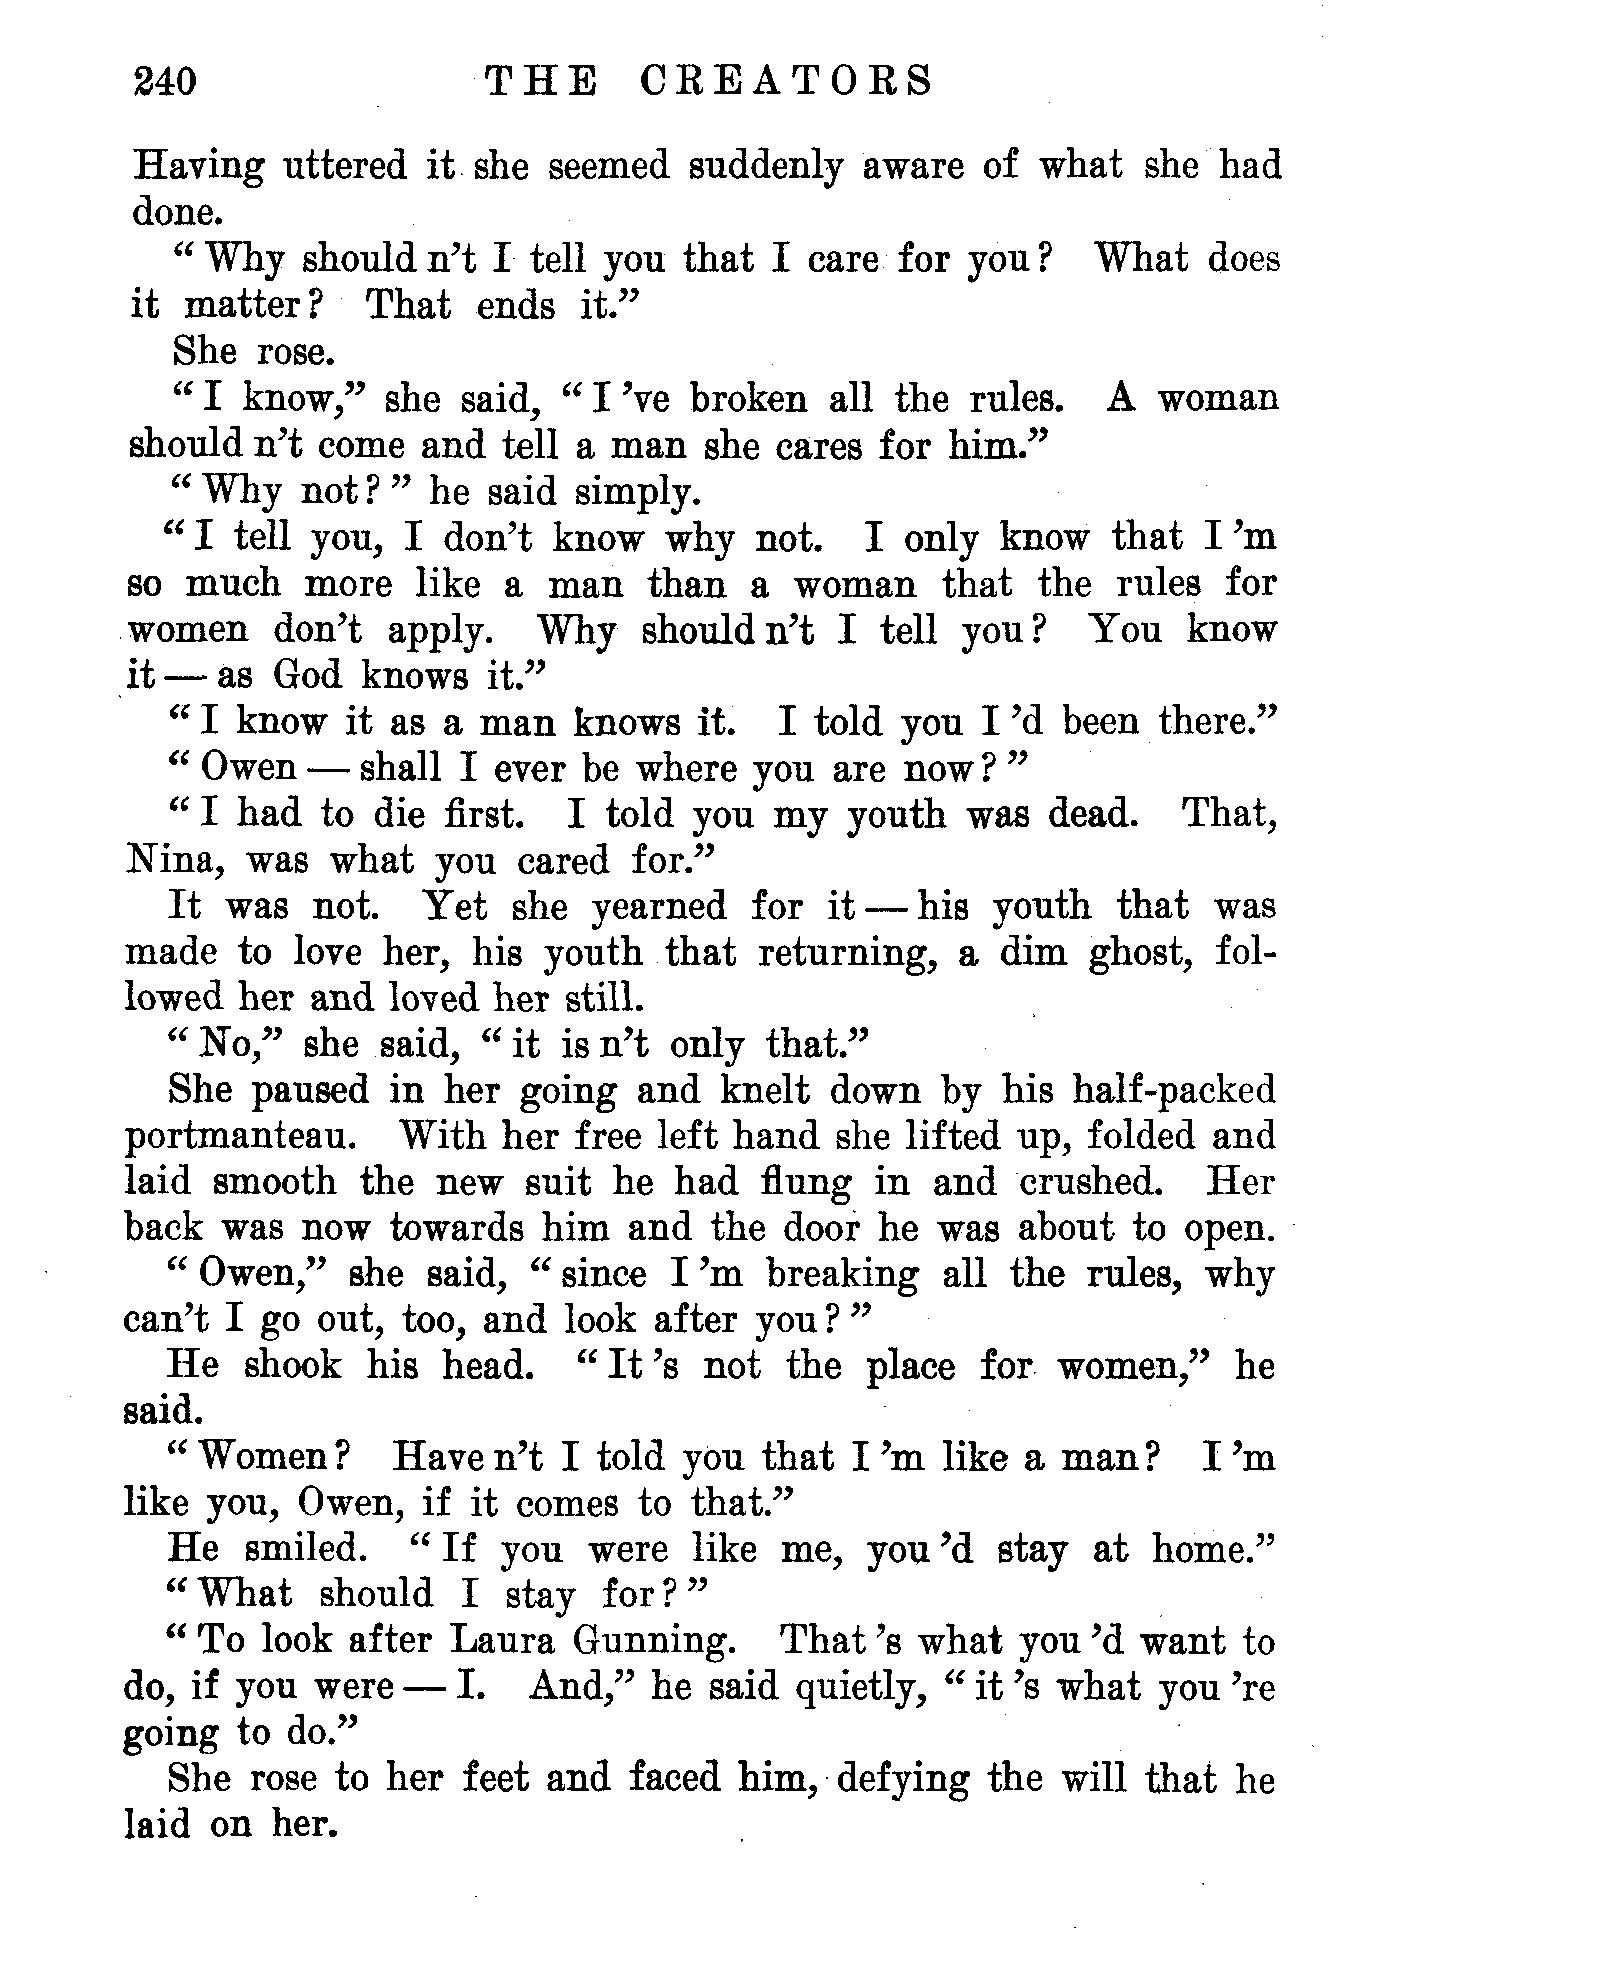 240 THE CREATORS
Having uttered it she seemed suddenly aware of what she had
done.
“ Why should n’t I tell you that I care for you? What does
it matter? That ends it.”
She rose.
“ I know,” she said, “ I ’ve broken all the rules. A woman
should n’t come and tell a man she cares for him.”
“ Why not? ” he said simply.
“ I tell you, I don’t know why not. I only know that I ’m
so much more like a man than a woman that the rules for
women don’t apply. Why should n’t I tell you? You know
it — as God knows it.”
“ I know it as a man knows it. I told you I ’d been there.”
“ Owen — shall I ever be where you are now? ”
“ I had to die first. I told you my youth was dead. That,
Nina, was what you cared for.”
It was not. Yet she yearned for it — his youth that was
made to love her, his youth that returning, a dim ghost, fol-
lowed her and loved her still.
“ No,” she said, “ it is n’t only that.”
She paused in her going and knelt down by his half-packed
portmanteau. With her free left hand she lifted up, folded and
laid smooth the new suit he had flung in and crushed. Her
back was now towards him and the door he was about to open.
“ Owen,” she said, “ since I ’m breaking all the rules, why
can’t I go out, too, and look after you? ”
He shook his head. “ It ’s not the place for women,” he
said.
“ Women? Have n’t I told you that I ’m like a man? I ’m
like you, Owen, if it comes to that.”
He smiled. “ If you were like me, you ’d stay at home.”
“ What should I stay for? ”
“ To look after Laura Gunning. That ’s what you ’d want to
do, if you were — I. And,” he said quietly, “ it ’s what you ’re
going to do.”
She rose to her feet and faced him, defying the will that he
laid on her.